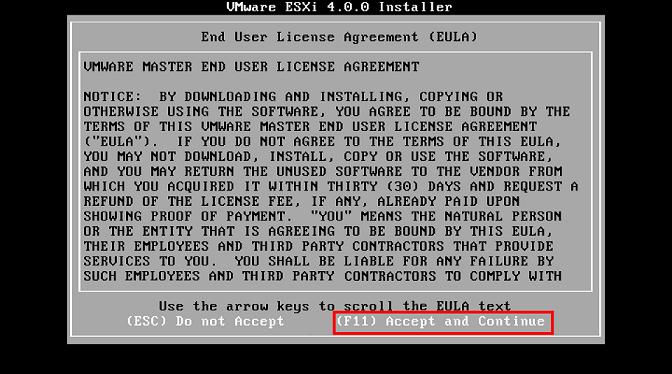 VMware ESXi 4.0.0 Installer
End User License Agreement (EULA)
VMWARE MASTER END USER LICENSE AGREEMENT
NOTICE:  BY DOWNLOADING AND INSTALLING, COPYING OR
OTHERWISE USING THE SOFTWARE, YOU AGREE TO BE BOUND BY THE
TERMS OF THIS VMWARE MASTER END USER LICENSE AGREEMENT
("EULA").  IF YOU DO NOT AGREE TO THE TERMS OF THIS EULA,
YOU MAY NOT DOWNLOAD, INSTALL, COPY OR USE THE SOFTWARE,
AND YOU MAY RETURN THE UNUSED SOFTWARE TO THE VENDOR FROM
WHICH YOU ACQUIRED IT WITHIN THIRTY (30) DAYS AND REQUEST A
REFUND OF THE LICENSE FEE, IF ANY, ALREADY PAID UPON
SHOWING PROOF OF PAYMENT.  "YOU" MEANS THE NATURAL PERSON
OR THE ENTITY THAT IS AGREEING TO BE BOUND BY THIS EULA,
THEIR EMPLOYEES AND THIRD PARTY CONTRACTORS THAT PROVIDE
SERVICES TO YOU.  YOU SHALL BE LIABLE FOR ANY FAILURE BY
SUCH EMPLOYEES AND THIRD PARTY CONTRACTORS TO COMPLY WITH
Use the arrow keys to scroll the EULA text
(ESC) Do not Accept (F11) Accept and Continue